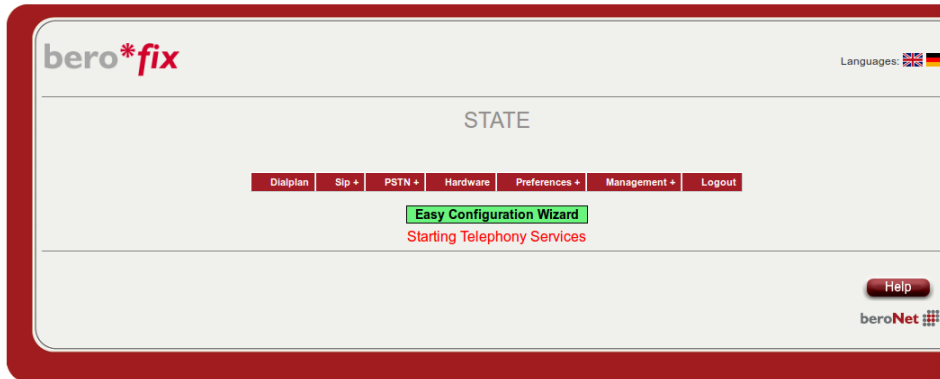 bero*fix
Languages:
STATE
Dialplan Sip + PSTN + Hardware Preferences + Management + Logout
Easy Configuration Wizard
Starting Telephony Services
Help
beroNet